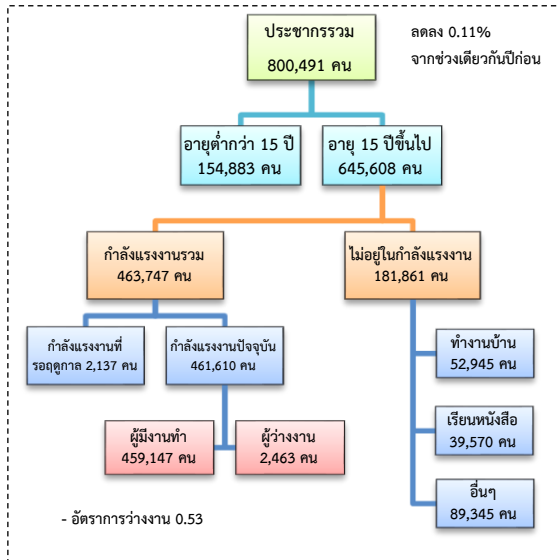 ประชากรรวม
800,491 คน
ลดลง 0.11%
จากช่วงเดียวกันปีก่อน
อายุต่ำกว่า 15 ปี
154,883 คน
อายุ 15 ปีขึ้นไป
645,608 คน
กำลังแรงงานรวม
463,747 คน
ไม่อยู่ในกำลังแรงงาน
181,861 คน
กำลังแรงงานที่
รอฤดูกาล 2,137 คน
กำลังแรงงานปัจจุบัน
461,610 คน
ทำงานบ้าน
52,945 คน
ผู้มีงานทำ
459,147 คน
ผู้ว่างงาน
2,463 คน
เรียนหนังสือ
39,570 คน
อื่นๆ
89,345 คน
- อัตราการว่างงาน 0.53